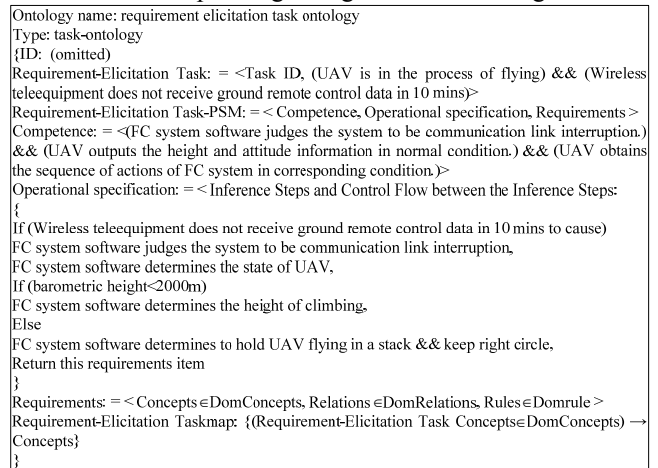 Ontology name: requirement elicitation task ontology
Type: task-ontology
{ID: (omitted)
Requirement-Elicitation Task: = <Task ID, (UAV is in the process of flying) && (Wireless
teleequipment does not receive ground remote control data in 10 mins)>
Requirement-Elicitation Task-PSM: = < Competence, Operational specification, Requirements >
Competence: = <(FC system software judges the system to be communication link interruption.)
&& (UAV outputs the height and attitude information in normal condition.) && (UAV obtains
the sequence of actions of FC system in corresponding condition.)>
Operational specification: = < Inference Steps and Control Flow between the Inference Steps:
{
If (Wireless teleequipment does not receive ground remote control data in 10 mins to cause)
FC system software judges the system to be communication link interruption,
FC system software determines the state of UAV,
If (barometric height<2000m)
FC system software determines the height of climbing,
Else
FC system software determines to hold UAV flying in a stack && keep right circle,
Return this requirements item
}
Requirements: = < Concepts∈DomConcepts, Relations∈DomRelations, Rules∈Domrule >
Requirement-Elicitation Taskmap: {(Requirement-Elicitation Task Concepts∈DomConcepts) →
Concepts}
}